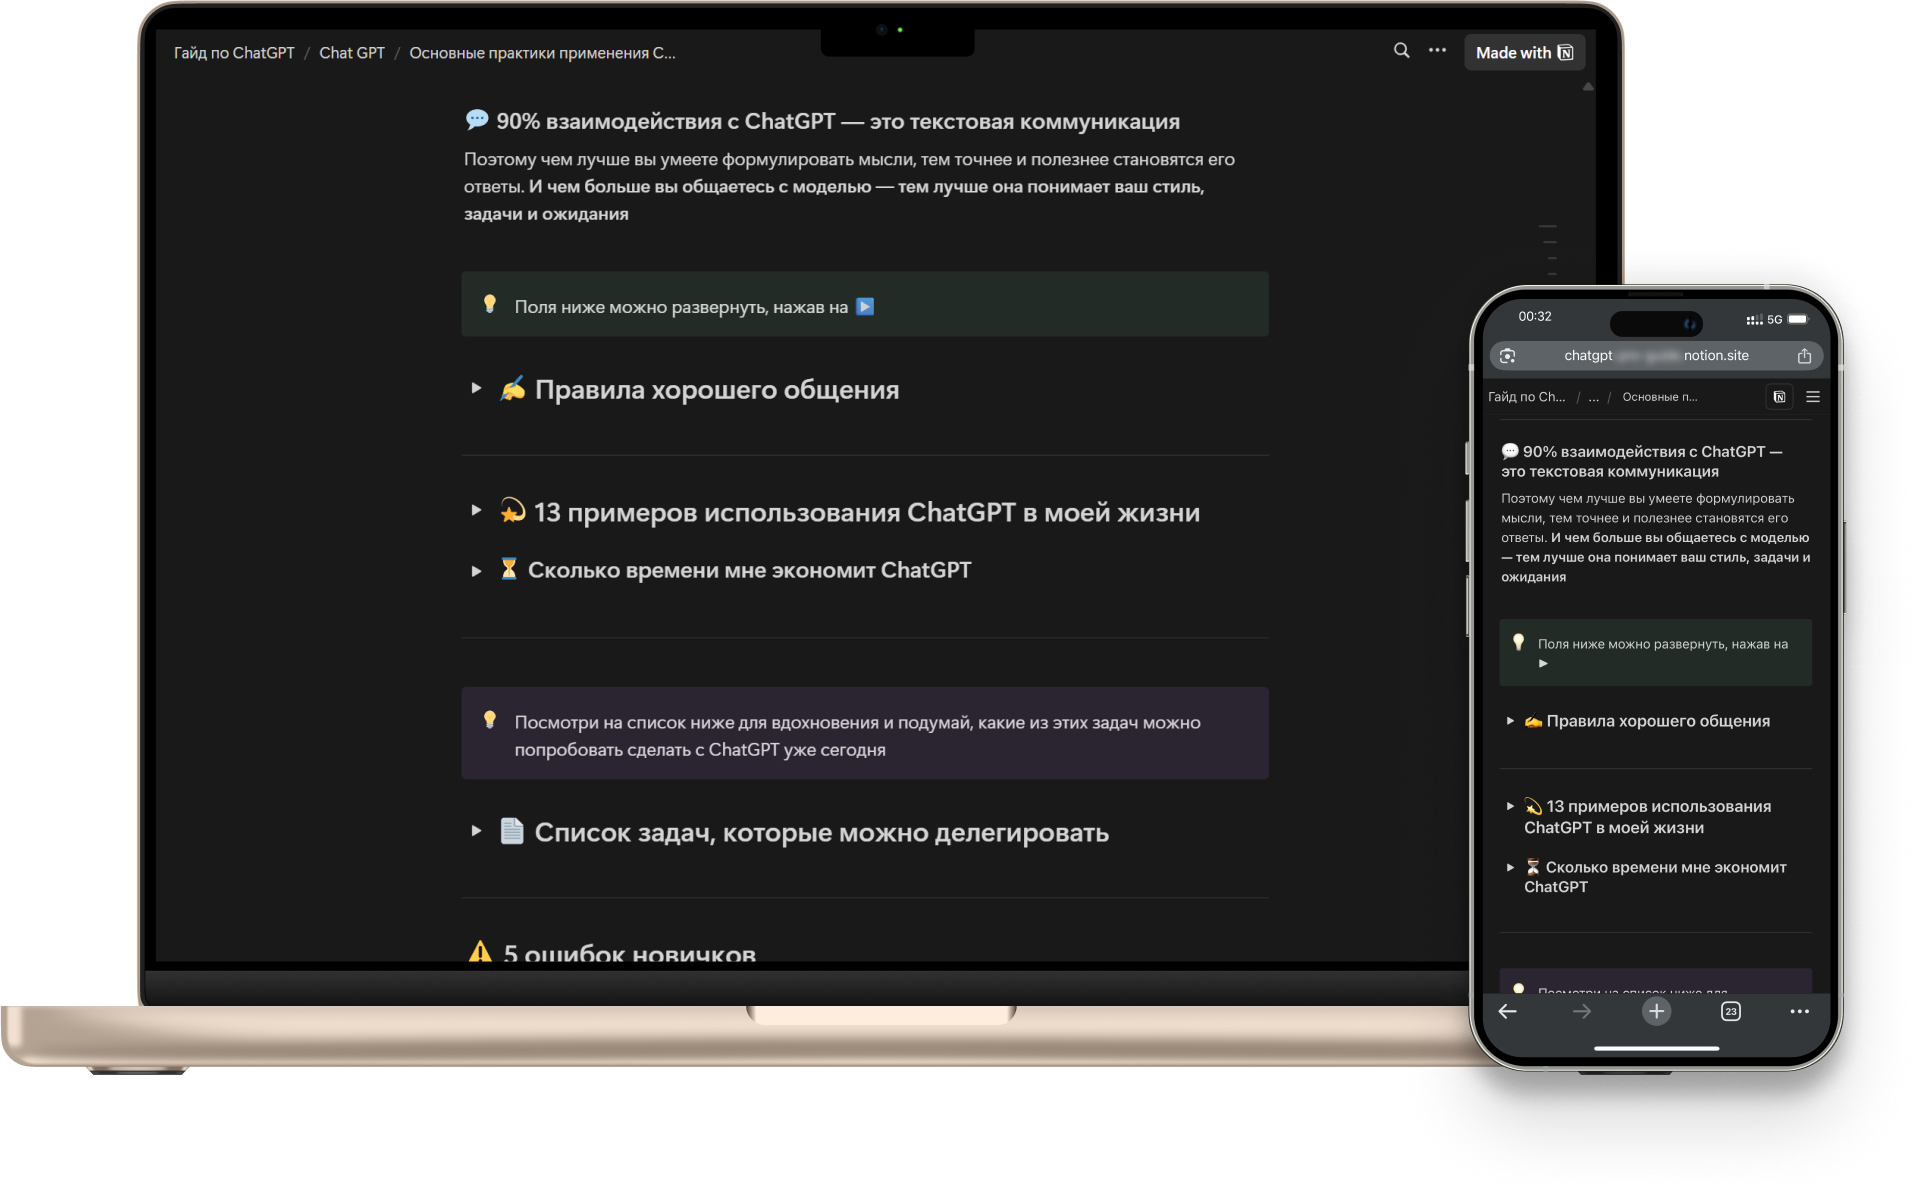 Гайд по ChatGPT / Chat GPT / Основные практики применения C...
Made with
💬 90% взаимодействия с ChatGPT — это текстовая коммуникация
Поэтому чем лучше вы умеете формулировать мысли, тем точнее и полезнее становятся его
ответы. И чем больше вы общаетесь с моделью — тем лучше она понимает ваш стиль,
задачи и ожидания
💡 Поля ниже можно развернуть, нажав на ▶️
✍️ Правила хорошего общения
💫 13 примеров использования ChatGPT в моей жизни
⏳ Сколько времени мне экономит ChatGPT
💡 Посмотри на список ниже для вдохновения и подумай, какие из этих задач можно
попробовать сделать с ChatGPT уже сегодня
📄 Список задач, которые можно делегировать
⚠️ 5 ошибок новичков
00:32
5G
chatgpt notion.site
Гайд по Ch... / ... / Основные п...
💬 90% взаимодействия с ChatGPT —
это текстовая коммуникация
Поэтому чем лучше вы умеете формулировать
мысли, тем точнее и полезнее становятся его
ответы. И чем больше вы общаетесь с моделью
— тем лучше она понимает ваш стиль, задачи и
ожидания
💡 Поля ниже можно развернуть, нажав на
▶
✍️ Правила хорошего общения
💫 13 примеров использования
ChatGPT в моей жизни
⏳ Сколько времени мне экономит
ChatGPT
💡 Посмотри на список ниже для
23